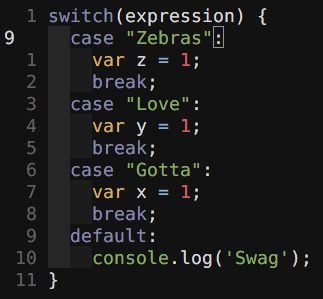 1 switch(expression) {
9   case "Zebras":
1     var z = 1;
2     break;
3   case "Love":
4     var y = 1;
5     break;
6   case "Gotta":
7     var x = 1;
8     break;
9   default:
10     console.log('Swag');
11 }